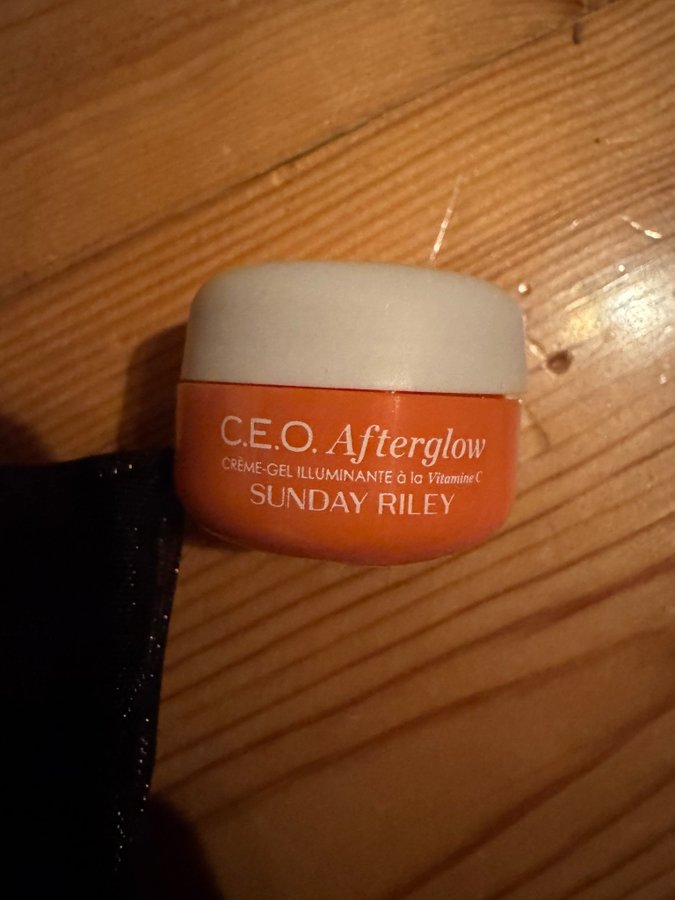 C.E.O. Afterglow
CRÈME-GEL ILLUMINANTE à la Vitamine C
SUNDAY RILEY